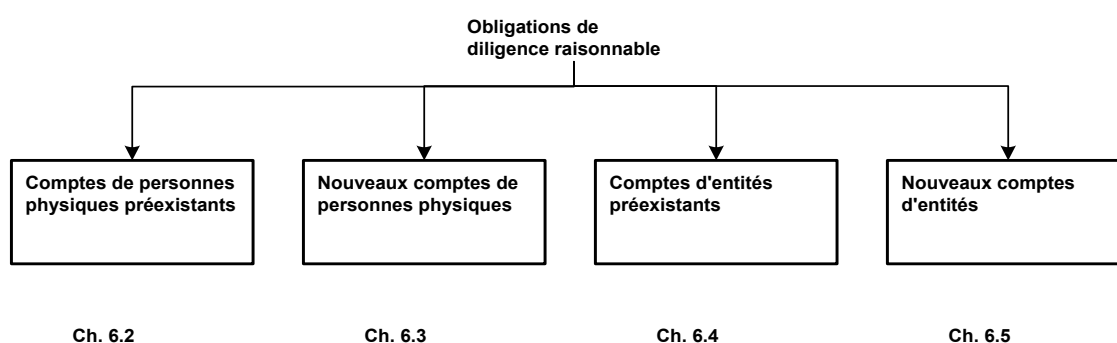 Obligations de
diligence raisonnable
Comptes de personnes
physiques préexistants
Nouveaux comptes de
personnes physiques
Comptes d'entités
préexistants
Nouveaux comptes
d'entités
Ch. 6.2
Ch. 6.3
Ch. 6.4
Ch. 6.5